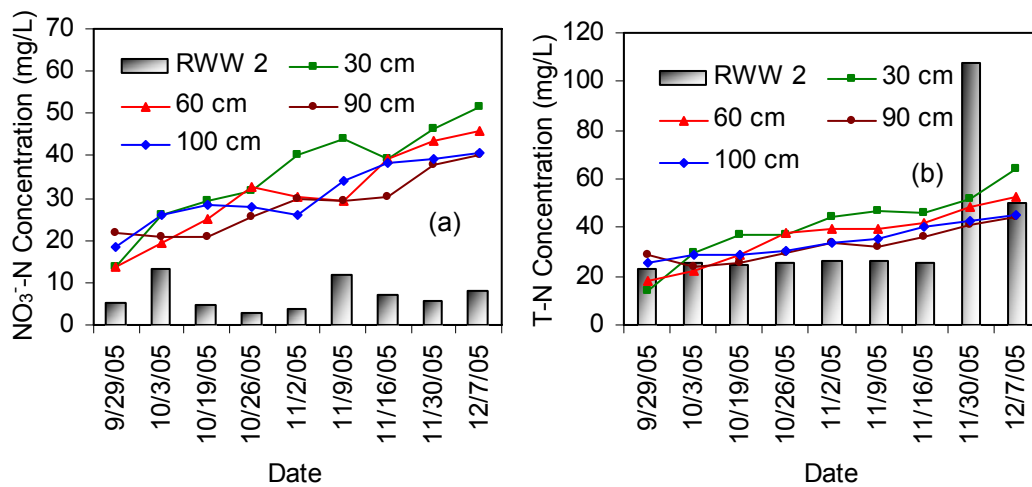 NO₃⁻-N Concentration (mg/L)
70
60
50
40
30
20
10
0
RWW 2
30 cm
60 cm
90 cm
100 cm
(a)
9/29/05
10/3/05
10/19/05
10/26/05
11/2/05
11/9/05
11/16/05
11/30/05
12/7/05
Date
T-N Concentration (mg/L)
120
100
80
60
40
20
0
RWW 2
30 cm
60 cm
90 cm
100 cm
(b)
9/29/05
10/3/05
10/19/05
10/26/05
11/2/05
11/9/05
11/16/05
11/30/05
12/7/05
Date